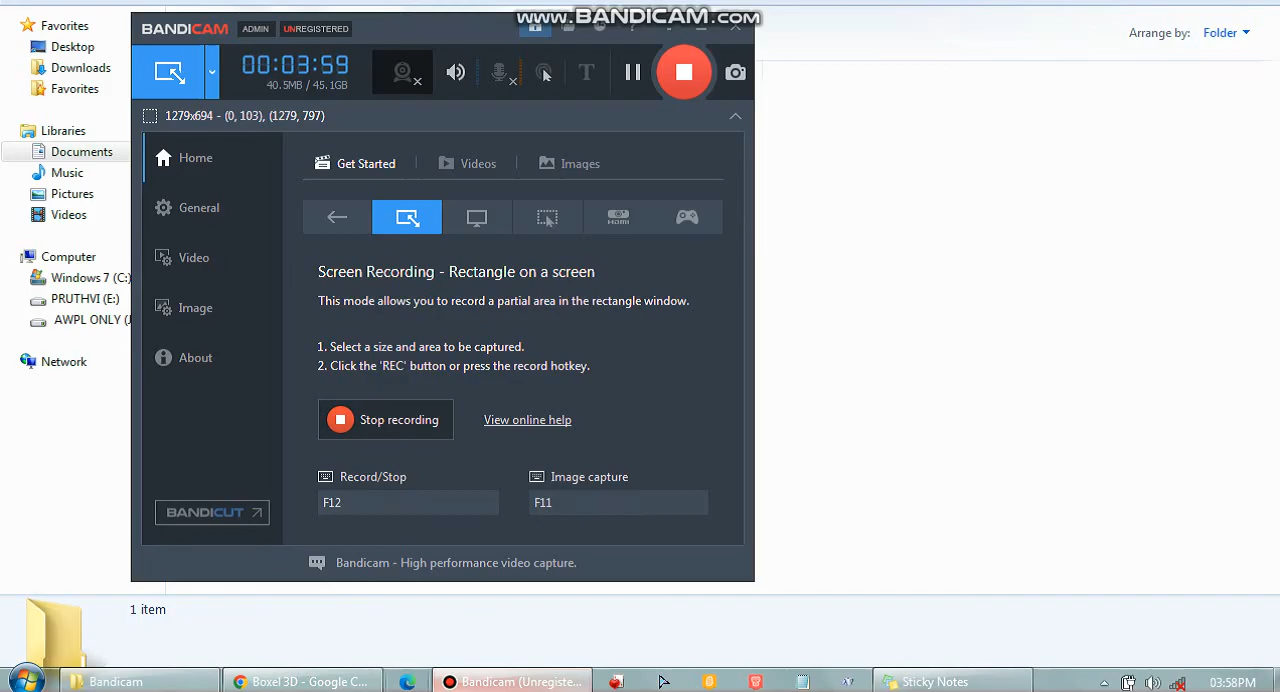 www.BANDICAM.com
Favorites
Desktop
Downloads
Favorites
Libraries
Documents
Music
Pictures
Videos
Computer
Windows 7 (C:)
PRUTHVI (E:)
AWPL ONLY (J
Network
BANDICAM ADMIN UNREGISTERED
00:03:59
40.5MB / 45.1GB
T
1279x694 - (0, 103), (1279, 797)
Home
General
Video
Image
About
BANDICUT
Get Started
Videos
Images
HDMI
Screen Recording - Rectangle on a screen
This mode allows you to record a partial area in the rectangle window.
1. Select a size and area to be captured.
2. Click the 'REC' button or press the record hotkey.
Stop recording
View online help
Record/Stop
Image capture
F12
F11
Bandicam - High performance video capture.
Arrange by: Folder
1 item
Bandicam
Boxel 3D - Google C...
Bandicam (Unregiste...
Sticky Notes
03:58PM